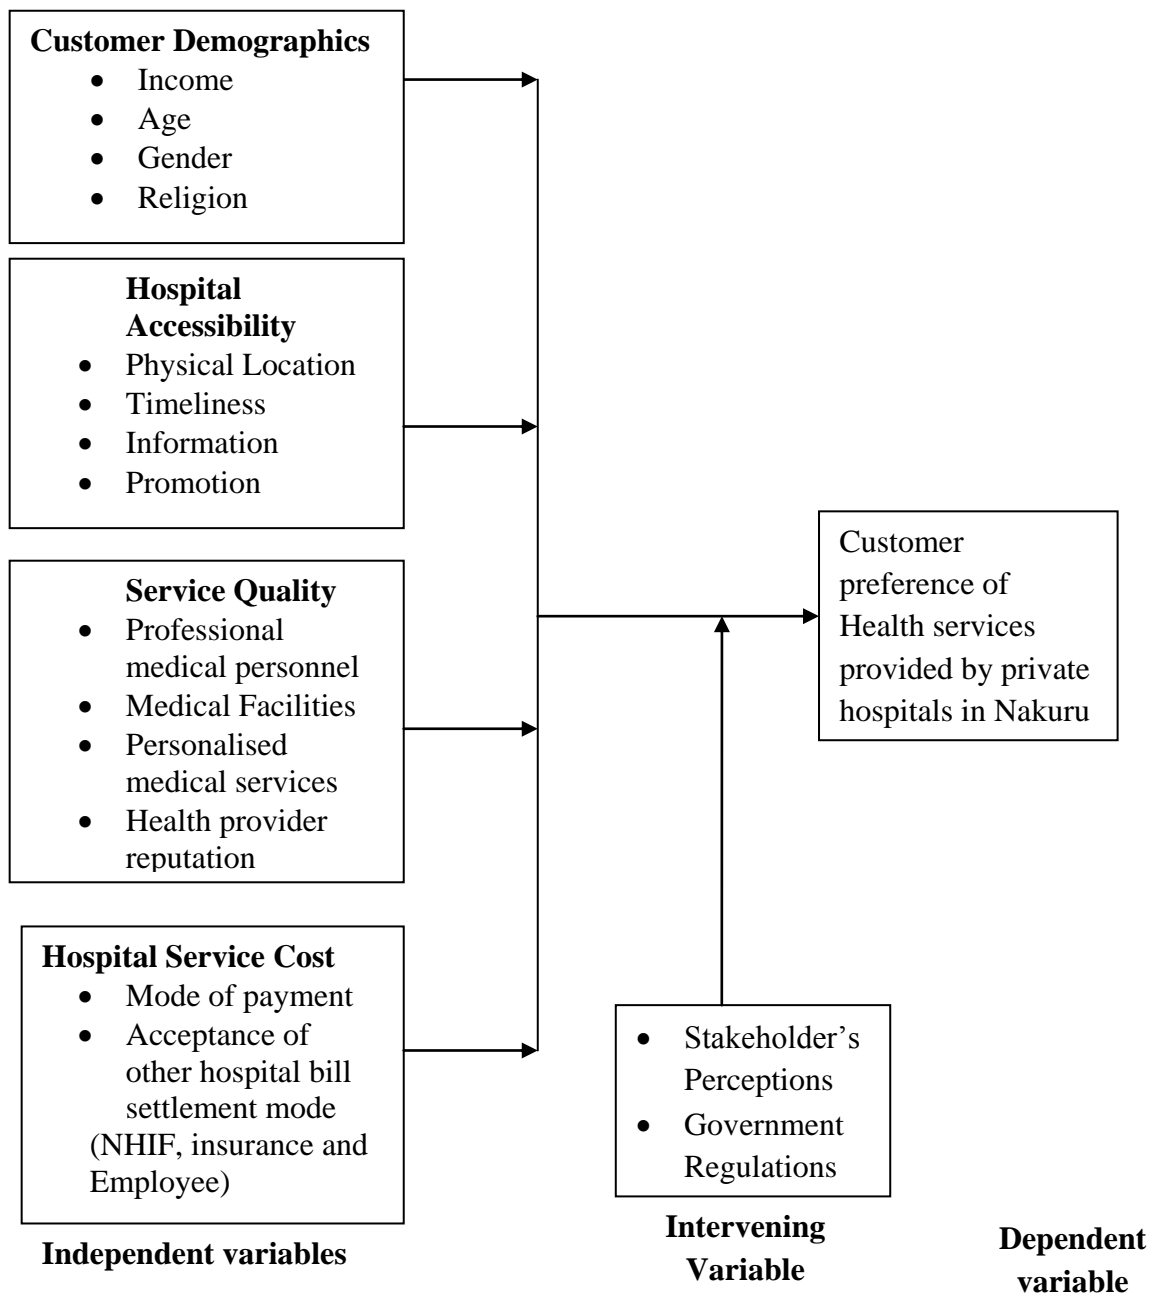 Customer Demographics
• Income
• Age
• Gender
• Religion
Hospital
Accessibility
• Physical Location
• Timeliness
• Information
• Promotion
Service Quality
• Professional
medical personnel
• Medical Facilities
• Personalised
medical services
• Health provider
reputation
Hospital Service Cost
• Mode of payment
• Acceptance of
other hospital bill
settlement mode
(NHIF, insurance and
Employee)
Independent variables
Customer
preference of
Health services
provided by private
hospitals in Nakuru
• Stakeholder’s
Perceptions
• Government
Regulations
Intervening
Variable
Dependent
variable